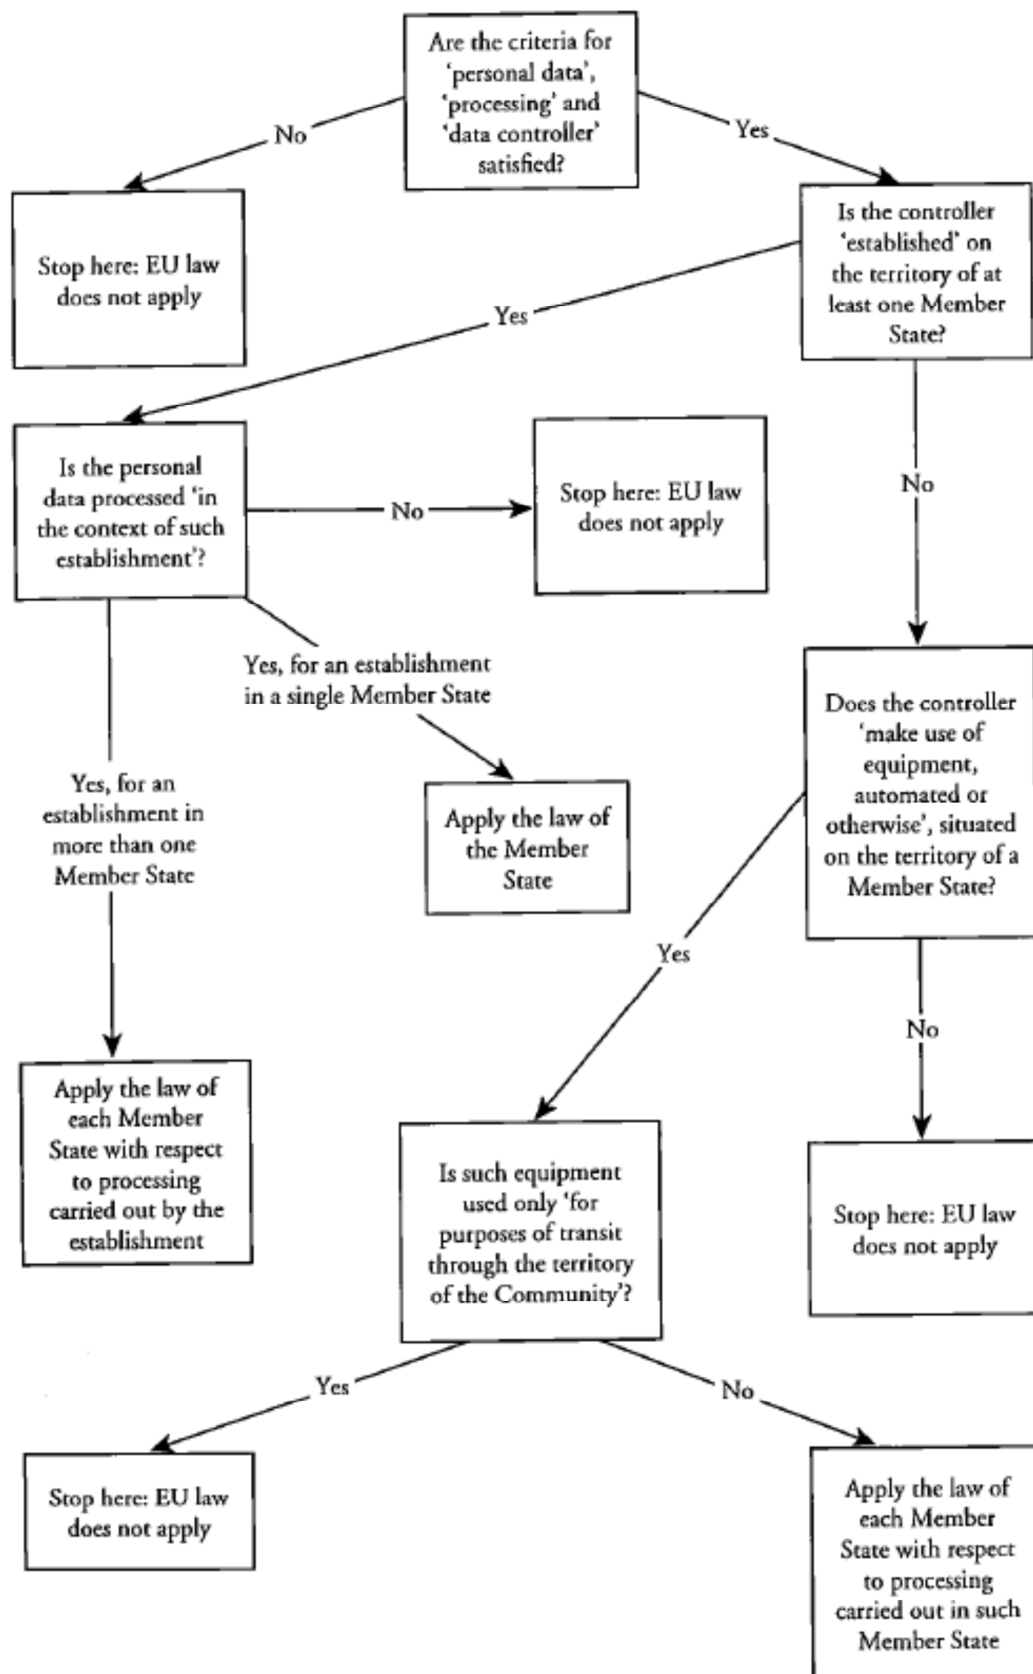 Are the criteria for
'personal data',
'processing' and
'data controller'
satisfied?
No
Yes
Stop here: EU law
does not apply
Is the controller
'established' on
the territory of at
least one Member
State?
Yes
No
Is the personal
data processed 'in
the context of such
establishment'?
No
Stop here: EU law
does not apply
Yes, for an establishment
in a single Member State
Yes, for an
establishment in
more than one
Member State
Apply the law of
the Member
State
Does the controller
'make use of
equipment,
automated or
otherwise', situated
on the territory of a
Member State?
Yes
No
Apply the law of
each Member
State with respect
to processing
carried out by the
establishment
Is such equipment
used only 'for
purposes of transit
through the territory
of the Community'?
Stop here: EU law
does not apply
Yes
No
Stop here: EU law
does not apply
Apply the law of
each Member
State with respect
to processing
carried out in such
Member State